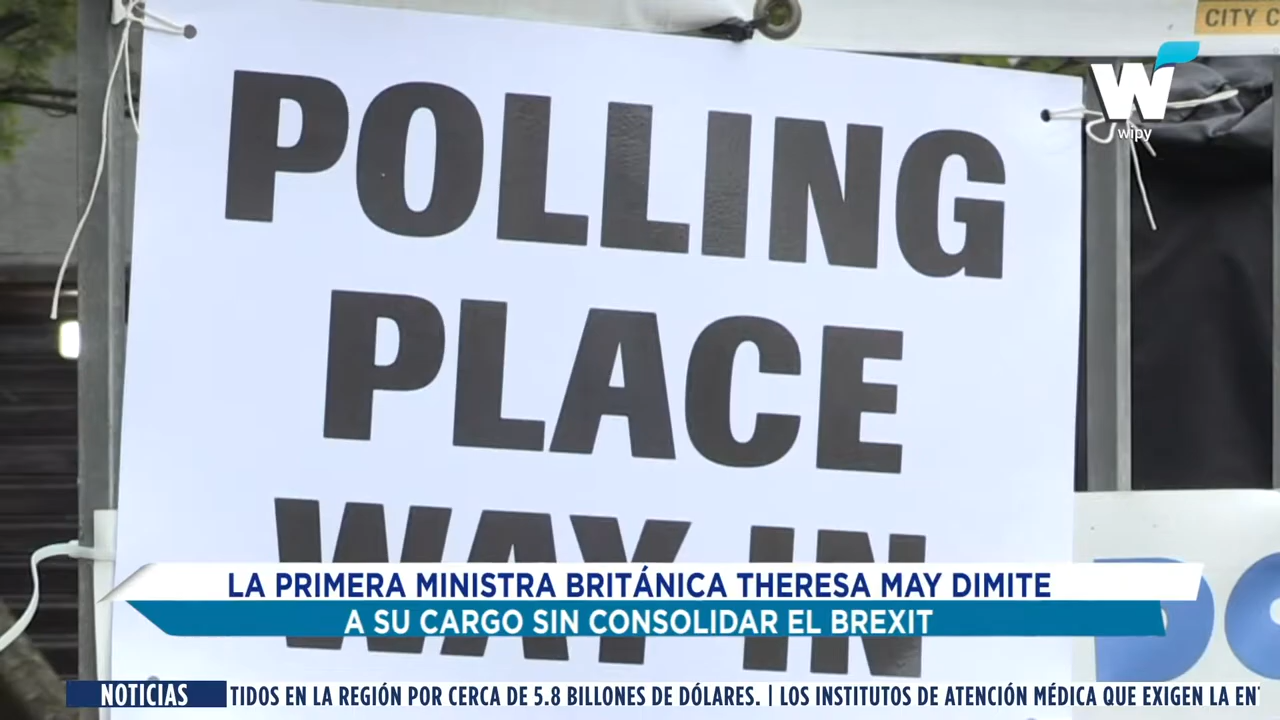 CITY C
W
wipy
POLLING
PLACE
WAY IN
LA PRIMERA MINISTRA BRITÁNICA THERESA MAY DIMITE
A SU CARGO SIN CONSOLIDAR EL BREXIT
NOTICIAS
TIDOS EN LA REGIÓN POR CERCA DE 5.8 BILLONES DE DÓLARES. | LOS INSTITUTOS DE ATENCIÓN MÉDICA QUE EXIGEN LA EN